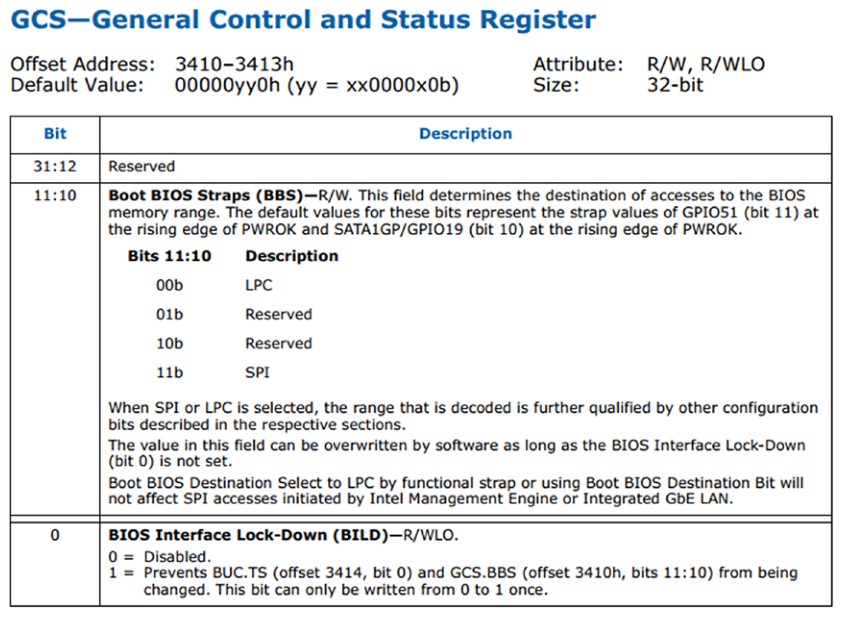 GCS—General Control and Status Register
Offset Address: 3410–3413h Attribute: R/W, R/WLO
Default Value: 00000yy0h (yy = xx0000x0b) Size: 32-bit
Bit Description
31:12 Reserved
11:10 Boot BIOS Straps (BBS)—R/W. This field determines the destination of accesses to the BIOS
memory range. The default values for these bits represent the strap values of GPIO51 (bit 11) at
the rising edge of PWROK and SATA1GP/GPIO19 (bit 10) at the rising edge of PWROK.
Bits 11:10 Description
00b LPC
01b Reserved
10b Reserved
11b SPI
When SPI or LPC is selected, the range that is decoded is further qualified by other configuration
bits described in the respective sections.
The value in this field can be overwritten by software as long as the BIOS Interface Lock-Down
(bit 0) is not set.
Boot BIOS Destination Select to LPC by functional strap or using Boot BIOS Destination Bit will
not affect SPI accesses initiated by Intel Management Engine or Integrated GbE LAN.
0 BIOS Interface Lock-Down (BILD)—R/WLO.
0 = Disabled.
1 = Prevents BUC.TS (offset 3414, bit 0) and GCS.BBS (offset 3410h, bits 11:10) from being
changed. This bit can only be written from 0 to 1 once.